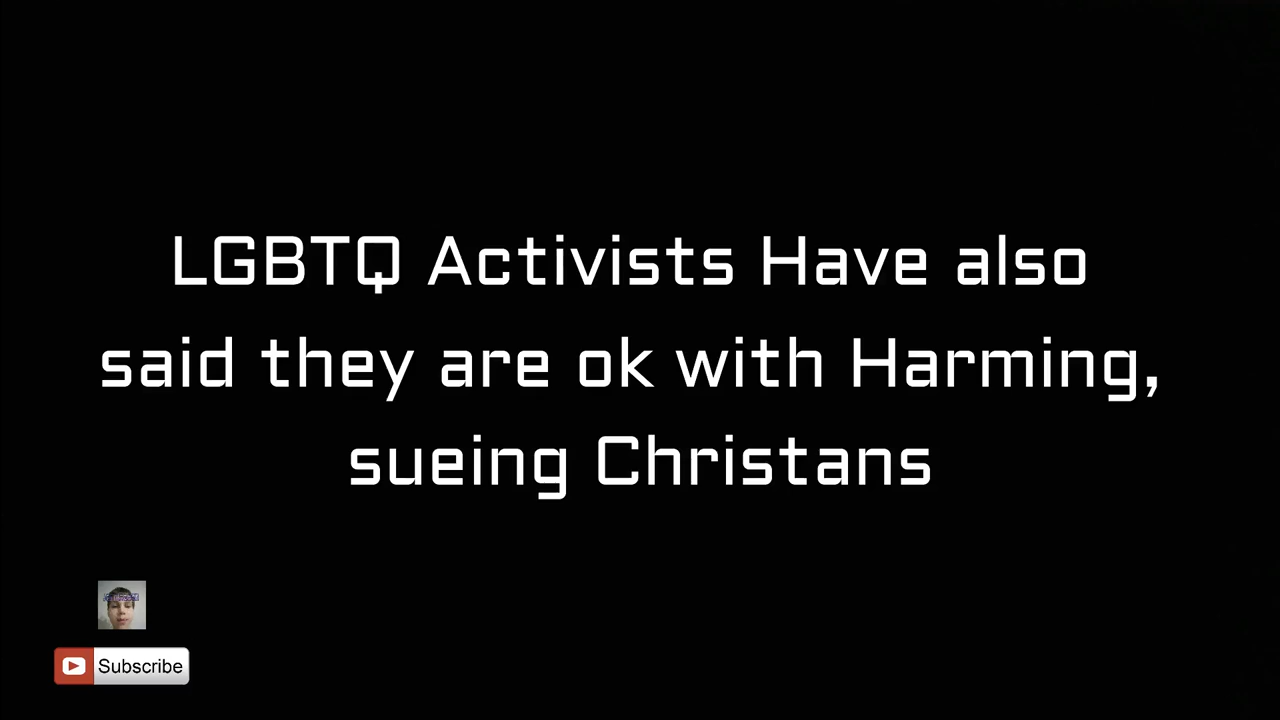 LGBTQ Activists Have also
said they are ok with Harming,
sueing Christans
Subscribe